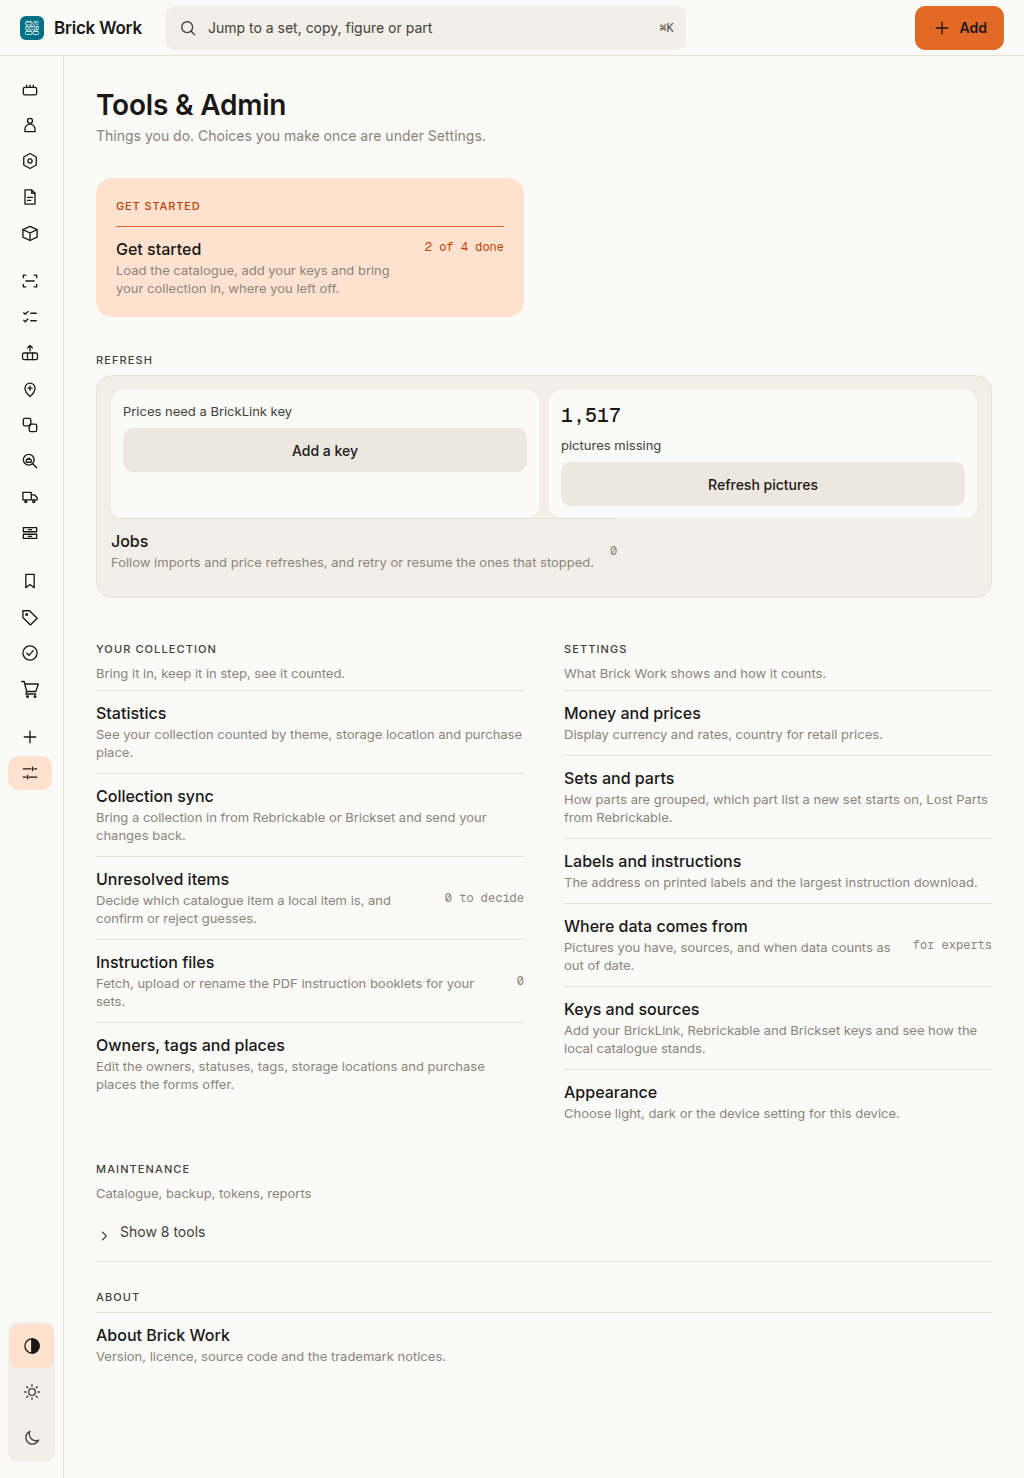 Brick Work
Jump to a set, copy, figure or part
⌘K
Add
Tools & Admin
Things you do. Choices you make once are under Settings.
GET STARTED
Get started
2 of 4 done
Load the catalogue, add your keys and bring
your collection in, where you left off.
REFRESH
Prices need a BrickLink key
Add a key
1,517
pictures missing
Refresh pictures
Jobs
Follow imports and price refreshes, and retry or resume the ones that stopped.
0
YOUR COLLECTION
Bring it in, keep it in step, see it counted.
Statistics
See your collection counted by theme, storage location and purchase
place.
Collection sync
Bring a collection in from Rebrickable or Brickset and send your
changes back.
Unresolved items
Decide which catalogue item a local item is, and
confirm or reject guesses.
0 to decide
Instruction files
Fetch, upload or rename the PDF instruction booklets for your
sets.
0
Owners, tags and places
Edit the owners, statuses, tags, storage locations and purchase
places the forms offer.
SETTINGS
What Brick Work shows and how it counts.
Money and prices
Display currency and rates, country for retail prices.
Sets and parts
How parts are grouped, which part list a new set starts on, Lost Parts
from Rebrickable.
Labels and instructions
The address on printed labels and the largest instruction download.
Where data comes from
Pictures you have, sources, and when data counts as
out of date.
for experts
Keys and sources
Add your BrickLink, Rebrickable and Brickset keys and see how the
local catalogue stands.
Appearance
Choose light, dark or the device setting for this device.
MAINTENANCE
Catalogue, backup, tokens, reports
Show 8 tools
ABOUT
About Brick Work
Version, licence, source code and the trademark notices.